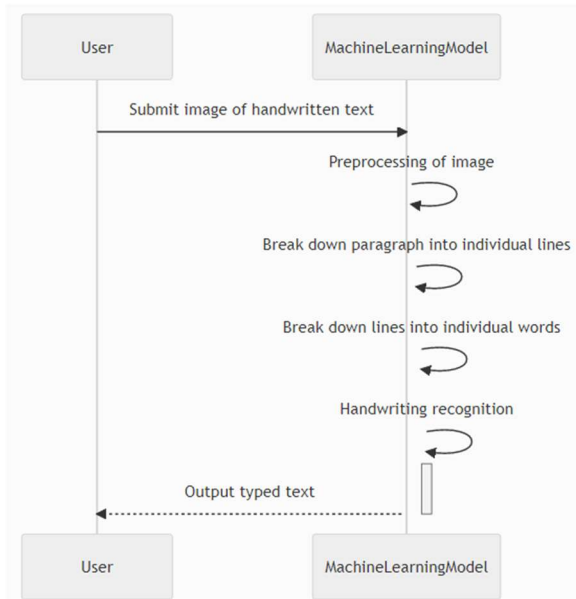 User MachineLearningModel
Submit image of handwritten text
Preprocessing of image
Break down paragraph into individual lines
Break down lines into individual words
Handwriting recognition
Output typed text
User MachineLearningModel